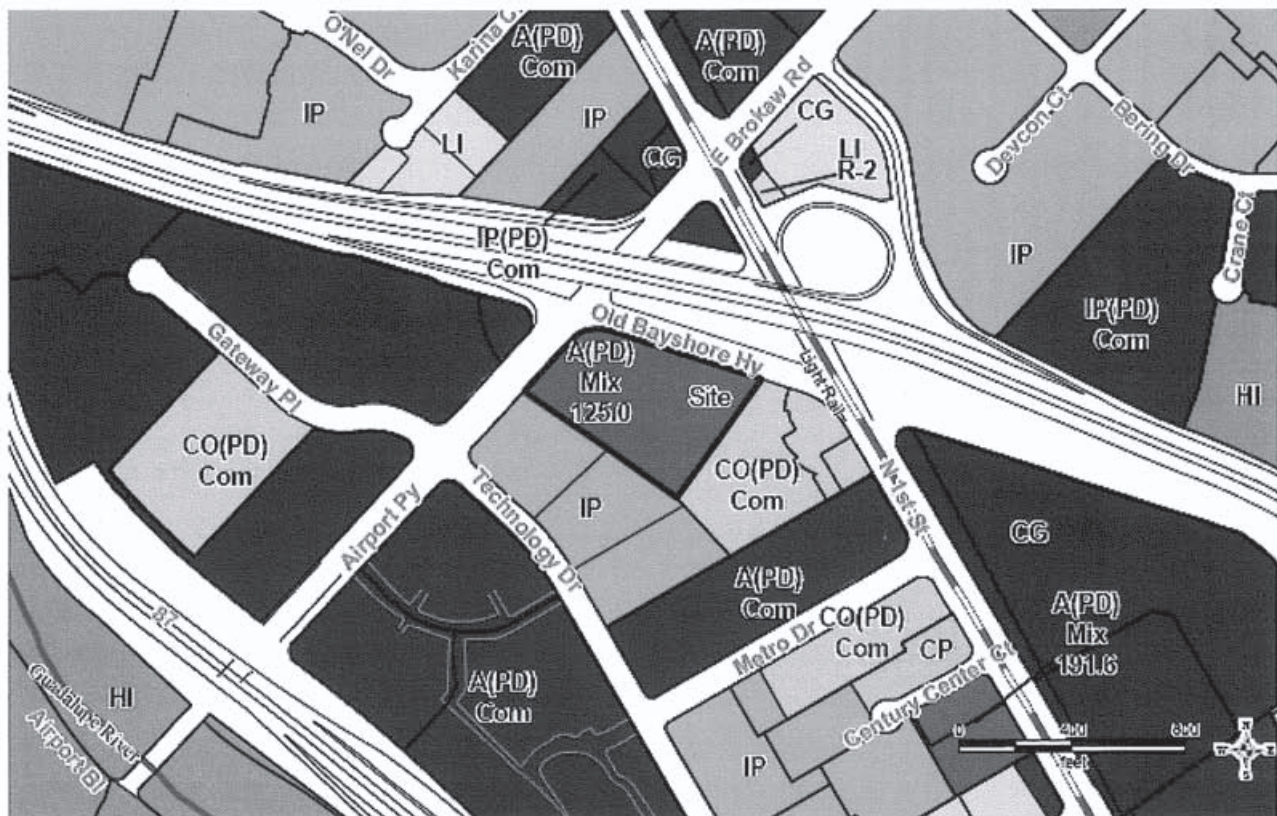 O'Nel Dr
Karina Ct
A(PD)
Com
A(PD)
Com
E Brokaw Rd
IP
LI
IP
CG
CG
LI
R-2
Devcon Ct
Bering Dr
Crane Ct
IP(PD)
Com
IP
IP(PD)
Com
HI
Gateway Pl
Old Bayshore Hy
A(PD)
Mix
125.0
Site
Light Rail
CO(PD)
Com
CO(PD)
Com
Airport Py
Technology Dr
IP
N 1st St
CG
A(PD)
Com
A(PD)
Mix
191.6
Metro Dr
CO(PD)
Com
CP
Century Center Ct
87
HI
Guadalupe River
Airport Bl
A(PD)
Com
IP
0 400 800
feet
N
W E
S